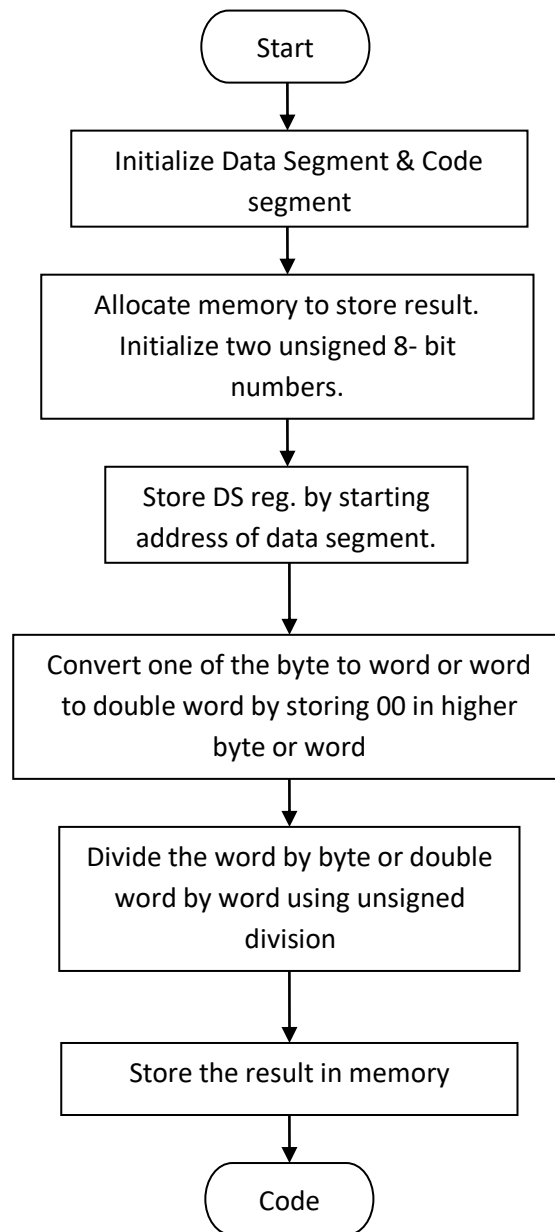 Start
Initialize Data Segment & Code
segment
Allocate memory to store result.
Initialize two unsigned 8- bit
numbers.
Store DS reg. by starting
address of data segment.
Convert one of the byte to word or word
to double word by storing 00 in higher
byte or word
Divide the word by byte or double
word by word using unsigned
division
Store the result in memory
Code